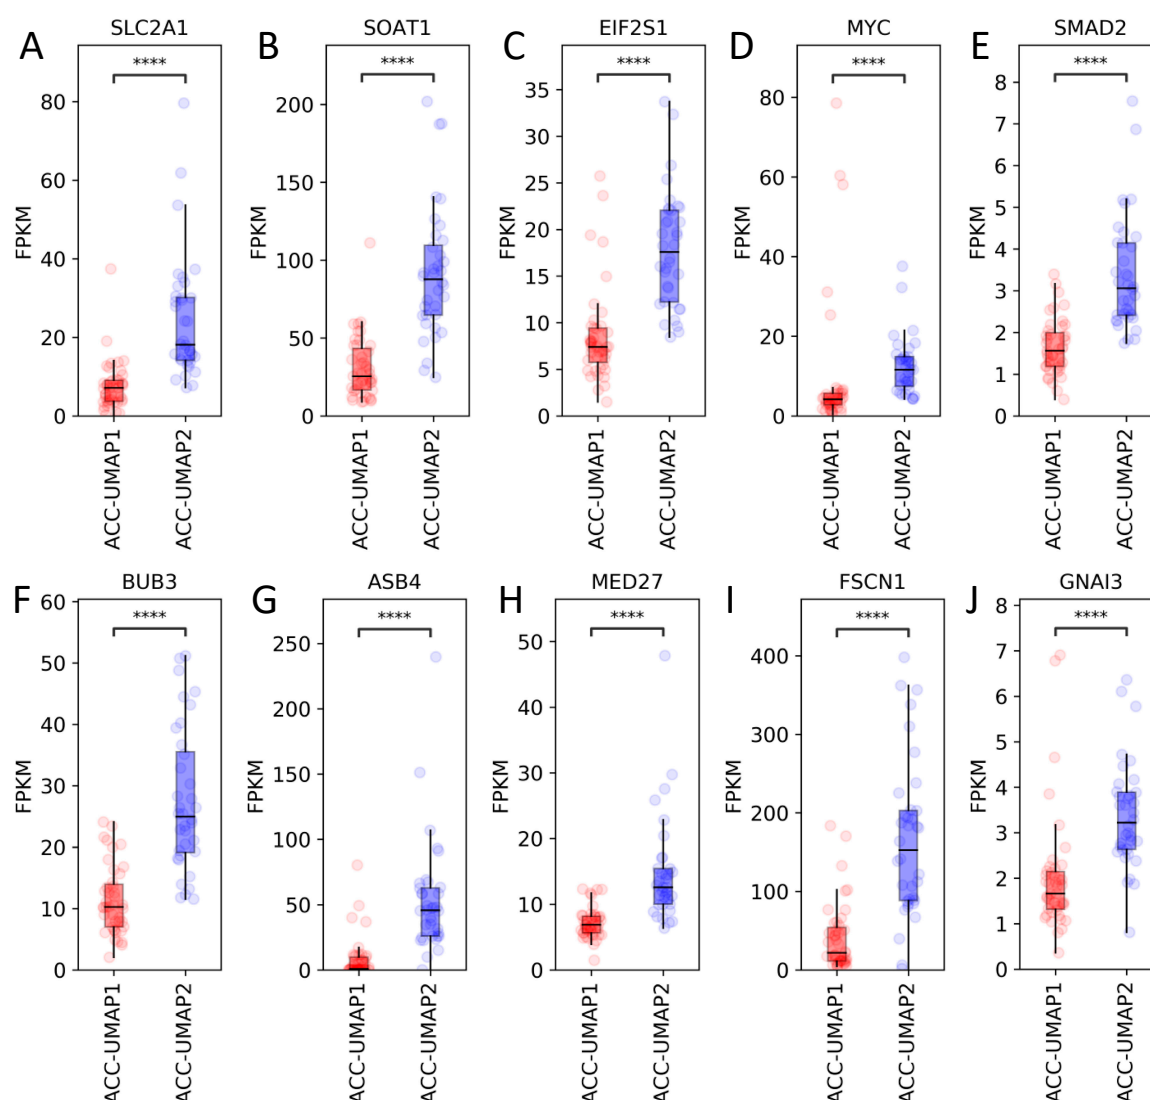 A SLC2A1
**** 
FPKM
80
60
40
20
0
ACC-UMAP1
ACC-UMAP2
B SOAT1
****
FPKM
200
150
100
50
0
ACC-UMAP1
ACC-UMAP2
C EIF2S1
****
FPKM
35
30
25
20
15
10
5
0
ACC-UMAP1
ACC-UMAP2
D MYC
****
FPKM
80
60
40
20
0
ACC-UMAP1
ACC-UMAP2
E SMAD2
****
FPKM
8
7
6
5
4
3
2
1
0
ACC-UMAP1
ACC-UMAP2
F BUB3
****
FPKM
60
50
40
30
20
10
0
ACC-UMAP1
ACC-UMAP2
G ASB4
****
FPKM
250
200
150
100
50
0
ACC-UMAP1
ACC-UMAP2
H MED27
****
FPKM
50
40
30
20
10
0
ACC-UMAP1
ACC-UMAP2
I FSCN1
****
FPKM
400
300
200
100
0
ACC-UMAP1
ACC-UMAP2
J GNAI3
****
FPKM
8
7
6
5
4
3
2
1
0
ACC-UMAP1
ACC-UMAP2